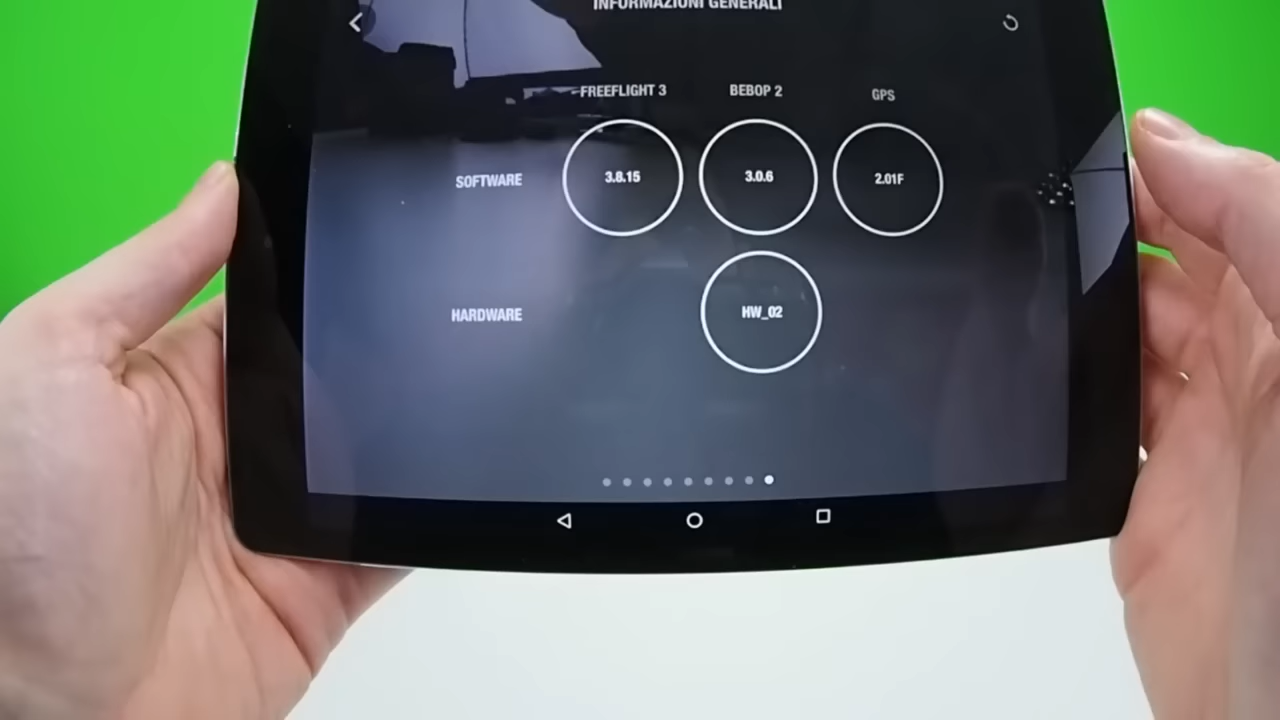 INFORMAZIONI GENERALI
FREEFLIGHT 3 BEBOP 2 GPS
SOFTWARE 3.8.15 3.0.6 2.01F
HARDWARE HW_02